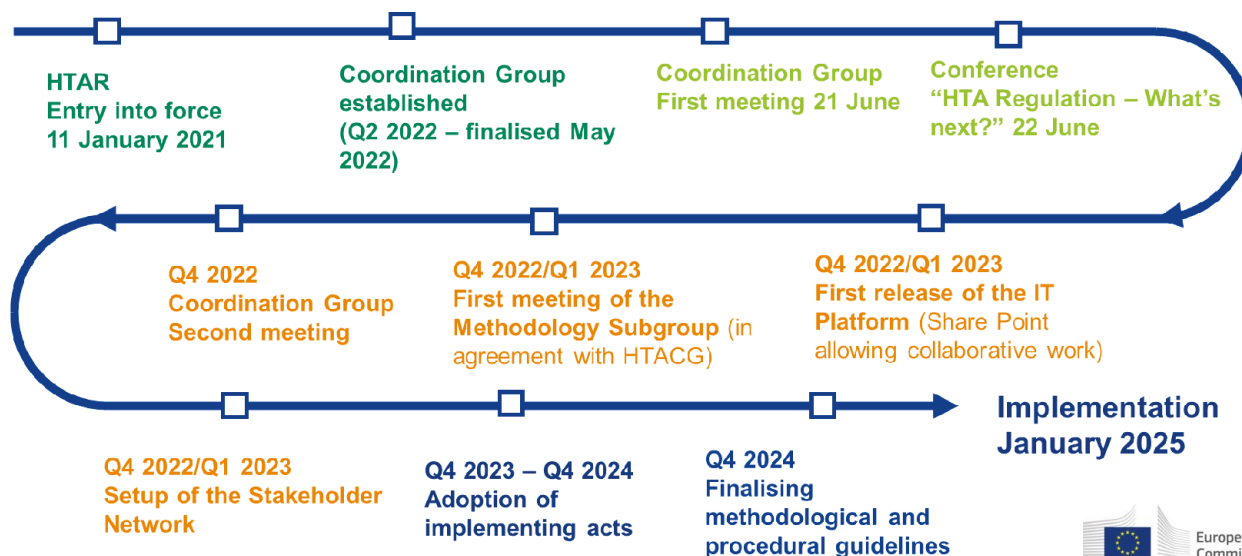 HTAR
Entry into force
11 January 2021
Coordination Group
established
(Q2 2022 – finalised May
2022)
Coordination Group
First meeting 21 June
Conference
“HTA Regulation – What’s
next?” 22 June
Q4 2022
Coordination Group
Second meeting
Q4 2022/Q1 2023
First meeting of the
Methodology Subgroup (in
agreement with HTACG)
Q4 2022/Q1 2023
First release of the IT
Platform (Share Point
allowing collaborative work)
Q4 2022/Q1 2023
Setup of the Stakeholder
Network
Q4 2023 – Q4 2024
Adoption of
implementing acts
Q4 2024
Finalising
methodological and
procedural guidelines
Implementation
January 2025
Europe
Commi